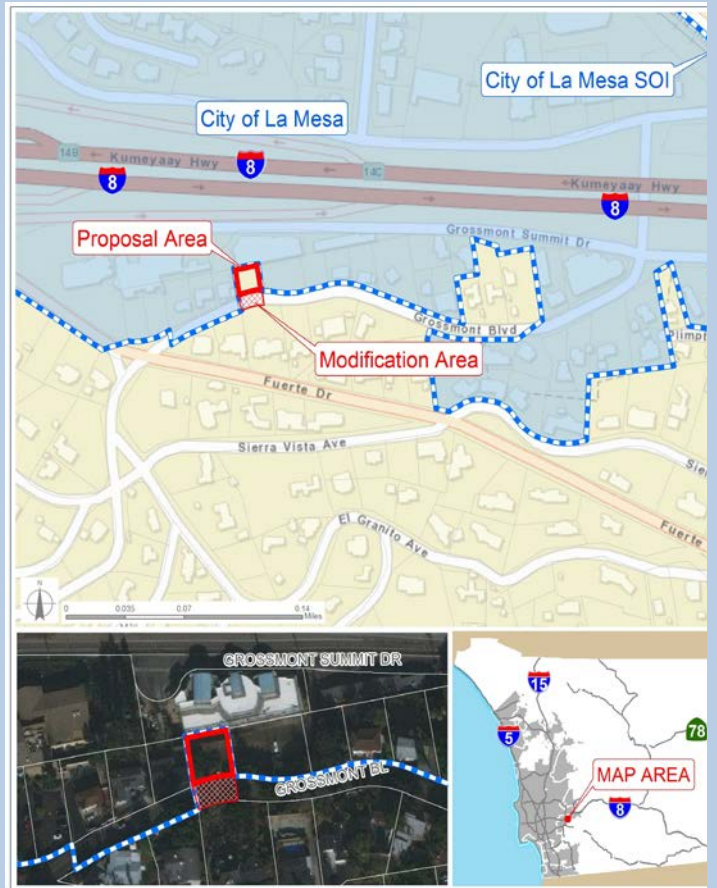 City of La Mesa SOI
City of La Mesa
14B
Kumeyaay Hwy
14C
8
8
Kumeyaay Hwy
8
Grossmont Summit Dr
Proposal Area
Grossmont Blvd
Modification Area
Fuerte Dr
Sierra Vista Ave
El Granito Ave
Fuerte
N
0 0.035 0.07 0.14
Miles
GROSSMONT SUMMIT DR
GROSSMONT BL
15
78
5
MAP AREA
8